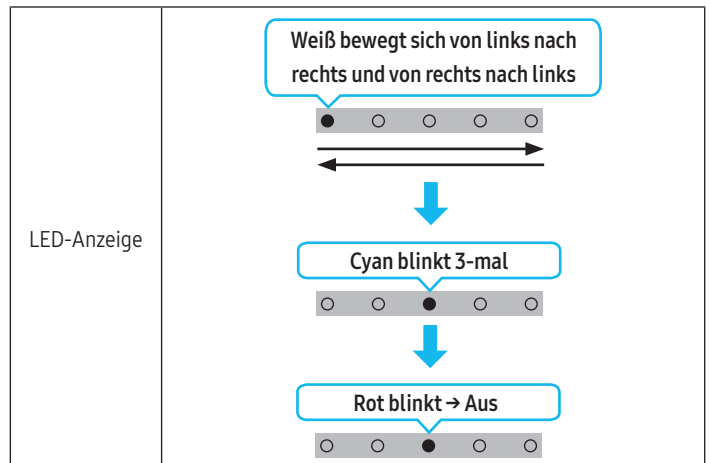 Weiß bewegt sich von links nach
rechts und von rechts nach links
LED-Anzeige
Cyan blinkt 3-mal
Rot blinkt → Aus